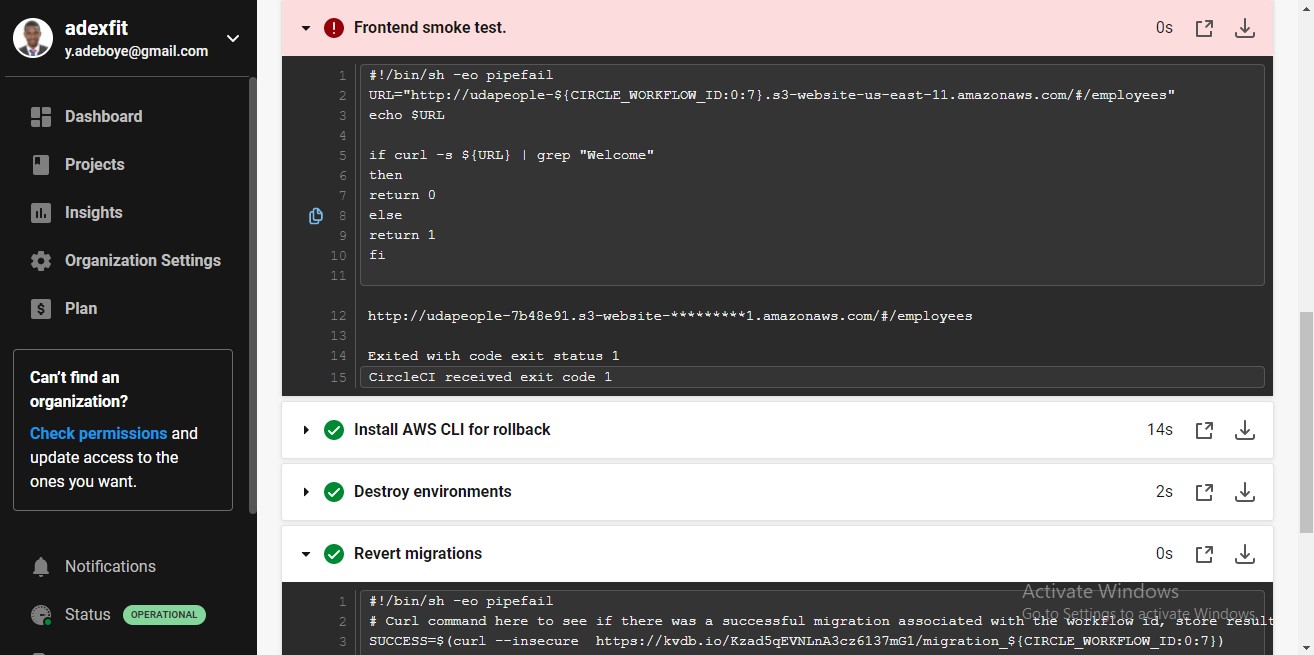 adexfit
y.adeboye@gmail.com
Dashboard
Projects
Insights
Organization Settings
$
Plan
Can't find an
organization?
Check permissions and
update access to the
ones you want.
Notifications
Status OPERATIONAL
! Frontend smoke test. 0s
1 #!/bin/sh -eo pipefail
2 URL="http://udapeople-${CIRCLE_WORKFLOW_ID:0:7}.s3-website-us-east-11.amazonaws.com/#/employees"
3 echo $URL
4
5 if curl -s ${URL} | grep "Welcome"
6 then
7 return 0
8 else
9 return 1
10 fi
11
12 http://udapeople-7b48e91.s3-website-*********1.amazonaws.com/#/employees
13
14 Exited with code exit status 1
15 CircleCI received exit code 1
Install AWS CLI for rollback 14s
Destroy environments 2s
Revert migrations 0s
1 #!/bin/sh -eo pipefail
2 # Curl command here to see if there was a successful migration associated with the workflow id, store result
3 SUCCESS=$(curl --insecure  https://kvdb.io/Kzad5qEVNLnA3cz6137mG1/migration_${CIRCLE_WORKFLOW_ID:0:7})
Activate Windows
Go to Settings to activate Windows.